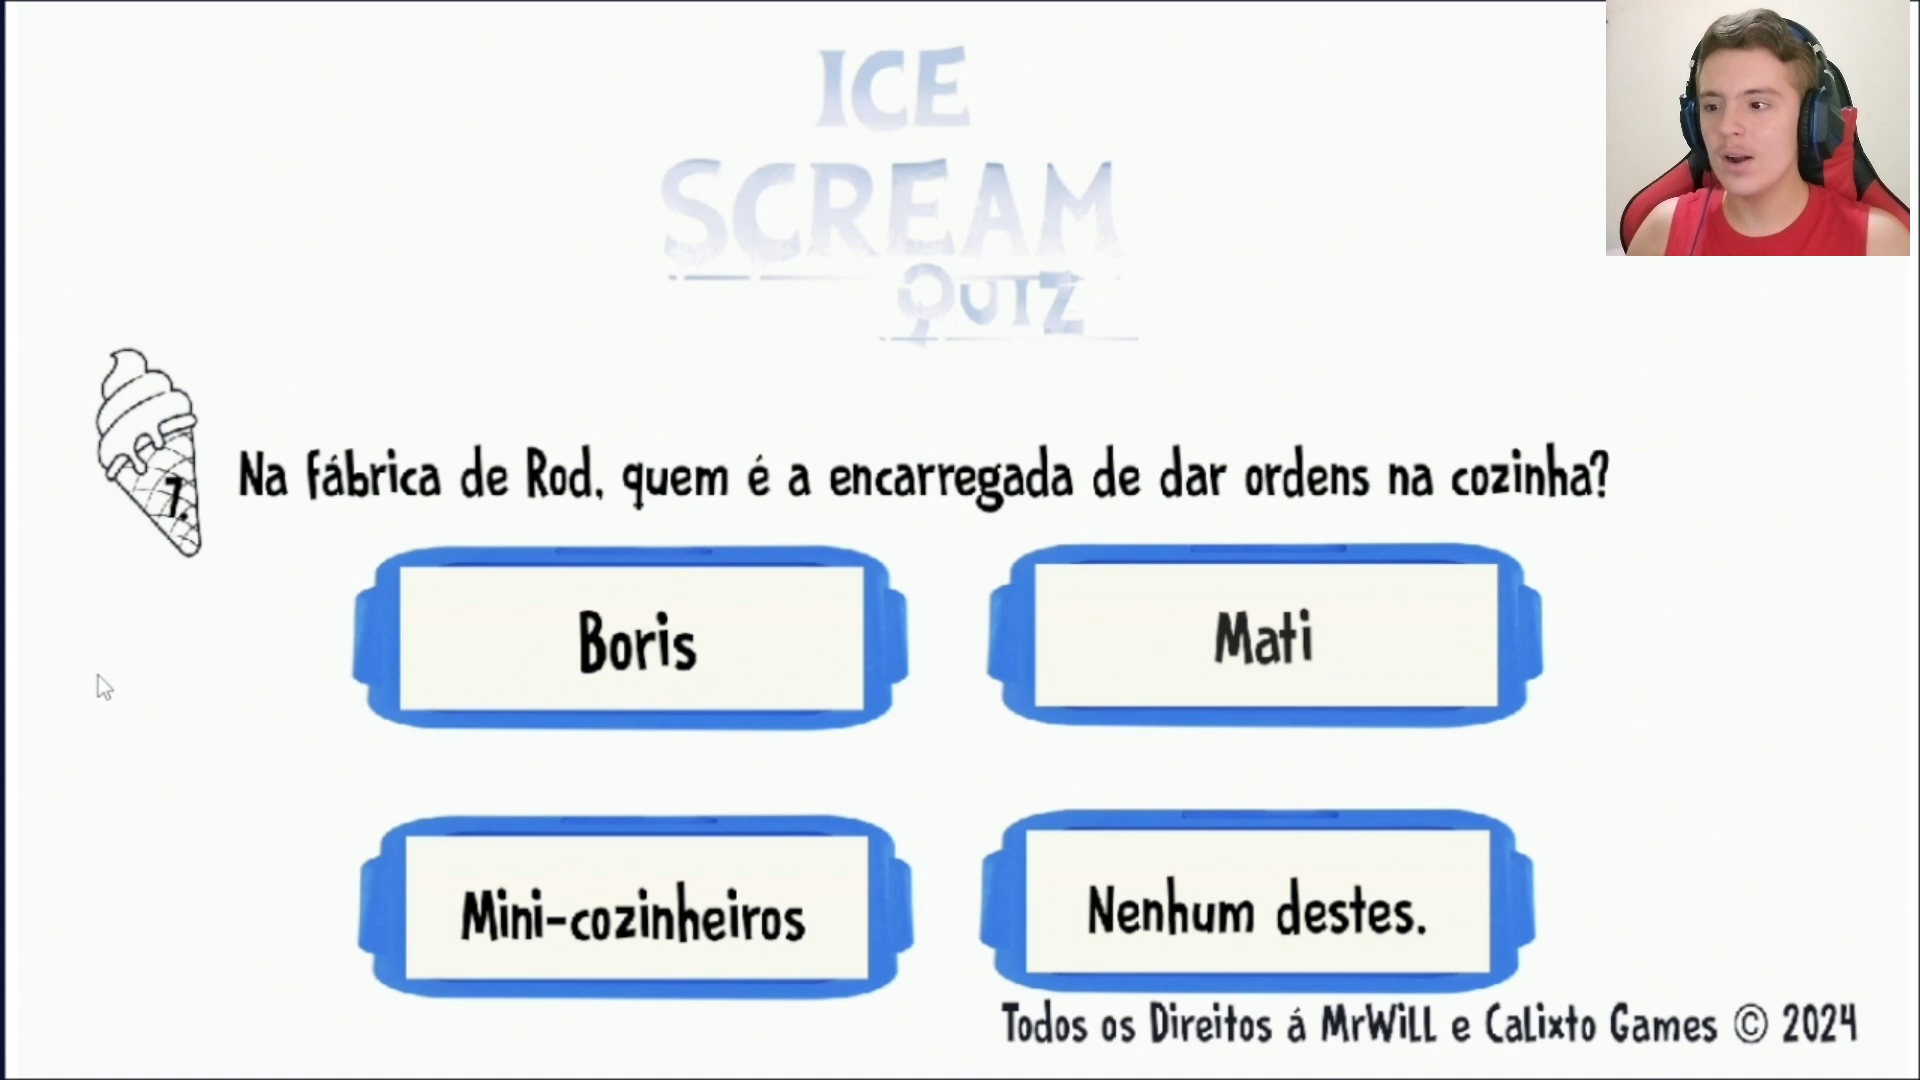 ICE
SCREAM
QUIZ
7.
Na fábrica de Rod, quem é a encarregada de dar ordens na cozinha?
Boris
Mati
Mini-cozinheiros
Nenhum destes.
Todos os Direitos á MrWiLL e Calixto Games © 2024